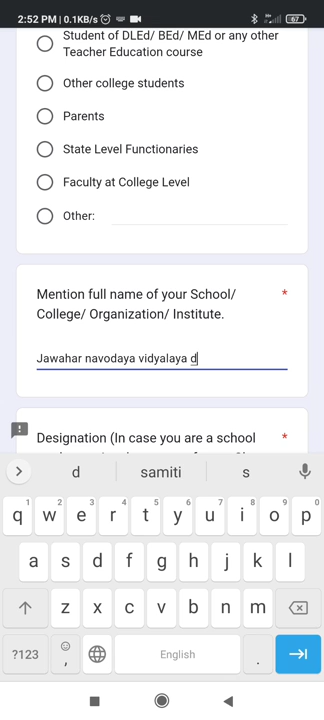 2:52 PM | 0.1KB/s
67
Student of DLEd/ BEd/ MEd or any other
Teacher Education course
Other college students
Parents
State Level Functionaries
Faculty at College Level
Other:
Mention full name of your School/ *
College/ Organization/ Institute.
Jawahar navodaya vidyalaya d
Designation (In case you are a school *
d samiti s
1 2 3 4 5 6 7 8 9 0
q w e r t y u i o p
a s d f g h j k l
z x c v b n m
?123 , English .